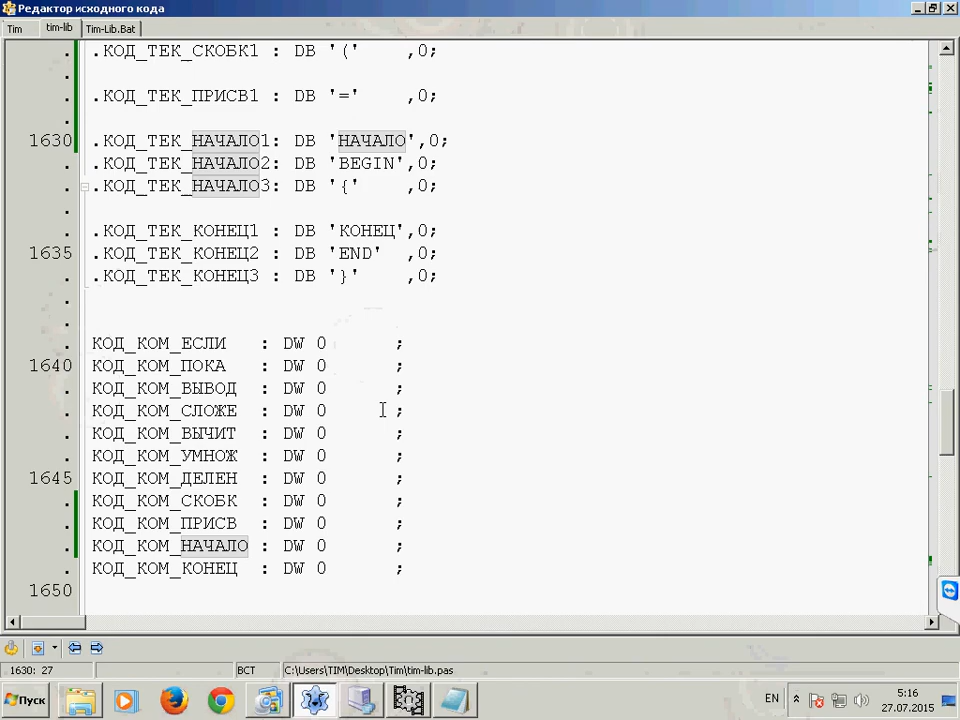 Редактор исходного кода
Tim tim-lib Tim-Lib.Bat
. .КОД_ТЕК_СКОБК1 : DB '(' ,0;
.
. .КОД_ТЕК_ПРИСВ1 : DB '=' ,0;
.
1630 .КОД_ТЕК_НАЧАЛО1: DB 'НАЧАЛО',0;
. .КОД_ТЕК_НАЧАЛО2: DB 'BEGIN',0;
. .КОД_ТЕК_НАЧАЛО3: DB '{' ,0;
.
. .КОД_ТЕК_КОНЕЦ1 : DB 'КОНЕЦ',0;
1635 .КОД_ТЕК_КОНЕЦ2 : DB 'END' ,0;
. .КОД_ТЕК_КОНЕЦ3 : DB '}' ,0;
.
.
. КОД_КОМ_ЕСЛИ : DW 0 ;
1640 КОД_КОМ_ПОКА : DW 0 ;
. КОД_КОМ_ВЫВОД : DW 0 ;
. КОД_КОМ_СЛОЖЕ : DW 0 ;
. КОД_КОМ_ВЫЧИТ : DW 0 ;
. КОД_КОМ_УМНОЖ : DW 0 ;
1645 КОД_КОМ_ДЕЛЕН : DW 0 ;
. КОД_КОМ_СКОБК : DW 0 ;
. КОД_КОМ_ПРИСВ : DW 0 ;
. КОД_КОМ_НАЧАЛО : DW 0 ;
. КОД_КОМ_КОНЕЦ : DW 0 ;
1650
1630: 27 ВСТ C:\Users\TIM\Desktop\Tim\tim-lib.pas
Пуск EN 5:16
27.07.2015